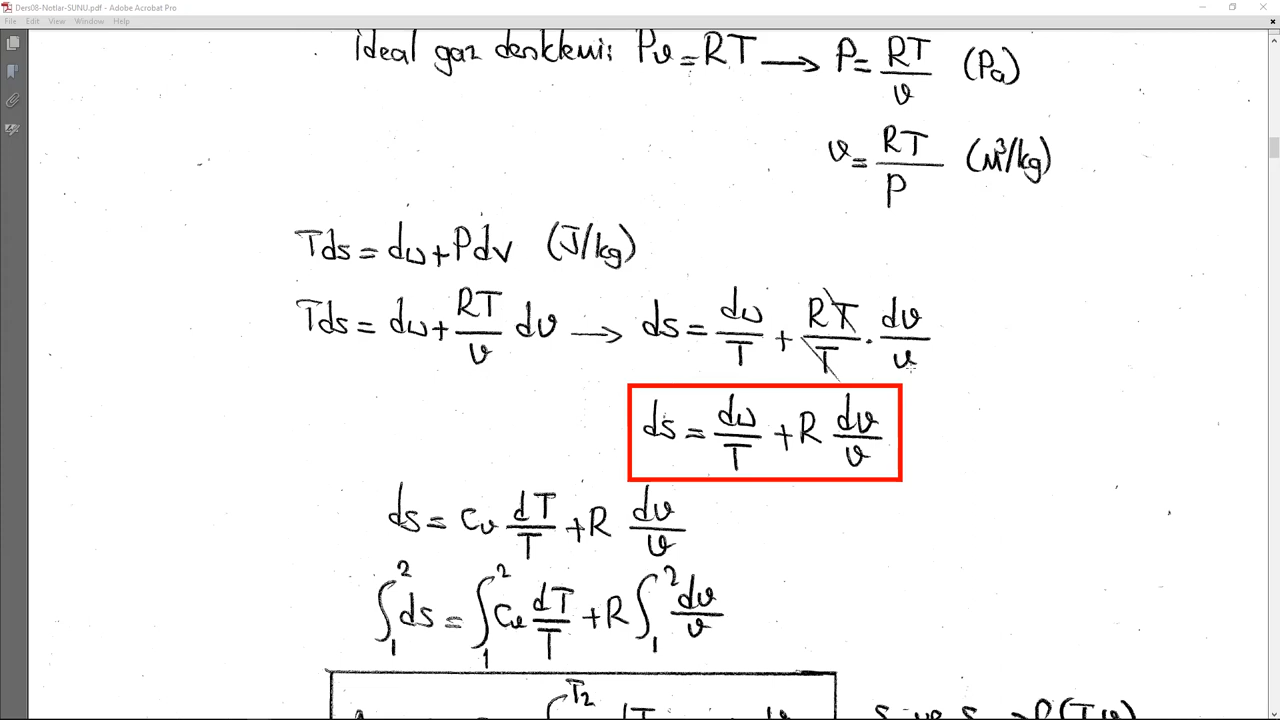 Ders08-Notlar-SUNU.pdf - Adobe Acrobat Pro
File Edit View Window Help
ideal gaz denklemi: Pv = RT → P = RT/v (Pa)
v = RT/P (m³/kg)
Tds = du + Pdv (J/kg)
Tds = du + RT/v dv → ds = du/T + RT/T · dv/v
ds = du/T + R dv/v
ds = cv dT/T + R dv/v
∫₁² ds = ∫₁² cv dT/T + R ∫₁² dv/v
T₂